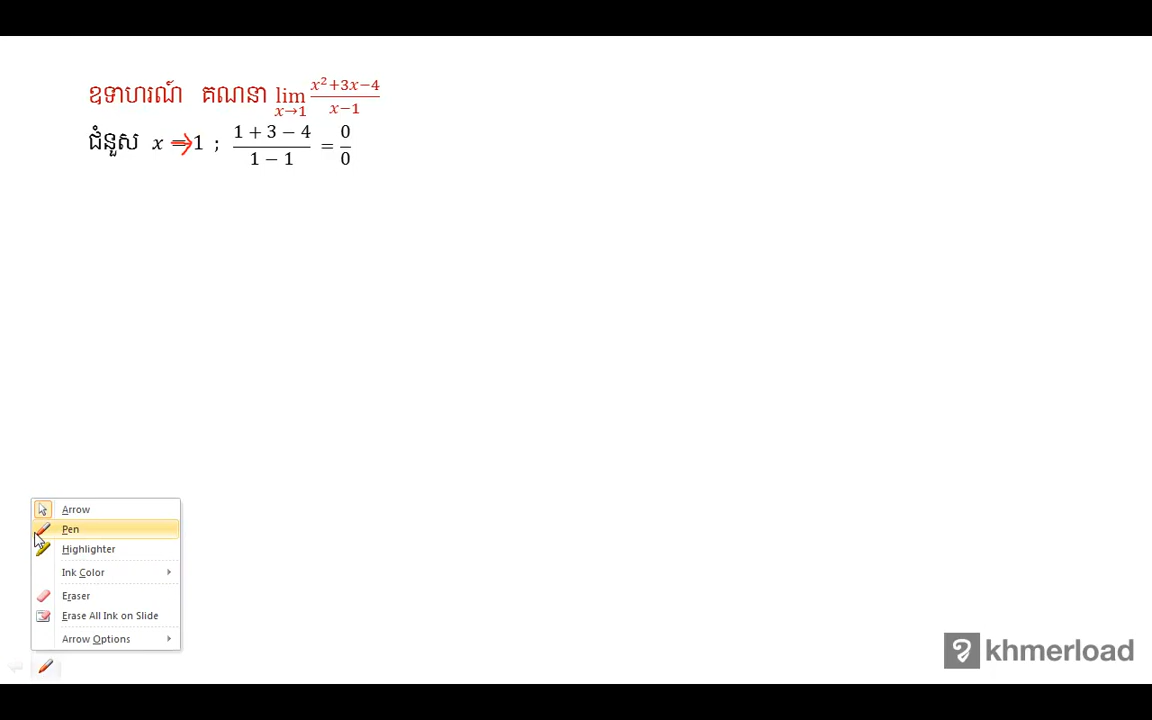 ឧទាហរណ៍ គណនា lim x→1 x²+3x−4 / x−1
ជំនួស x = 1 ; 1 + 3 − 4 / 1 − 1 = 0 / 0
Arrow
Pen
Highlighter
Ink Color
Eraser
Erase All Ink on Slide
Arrow Options
khmerload